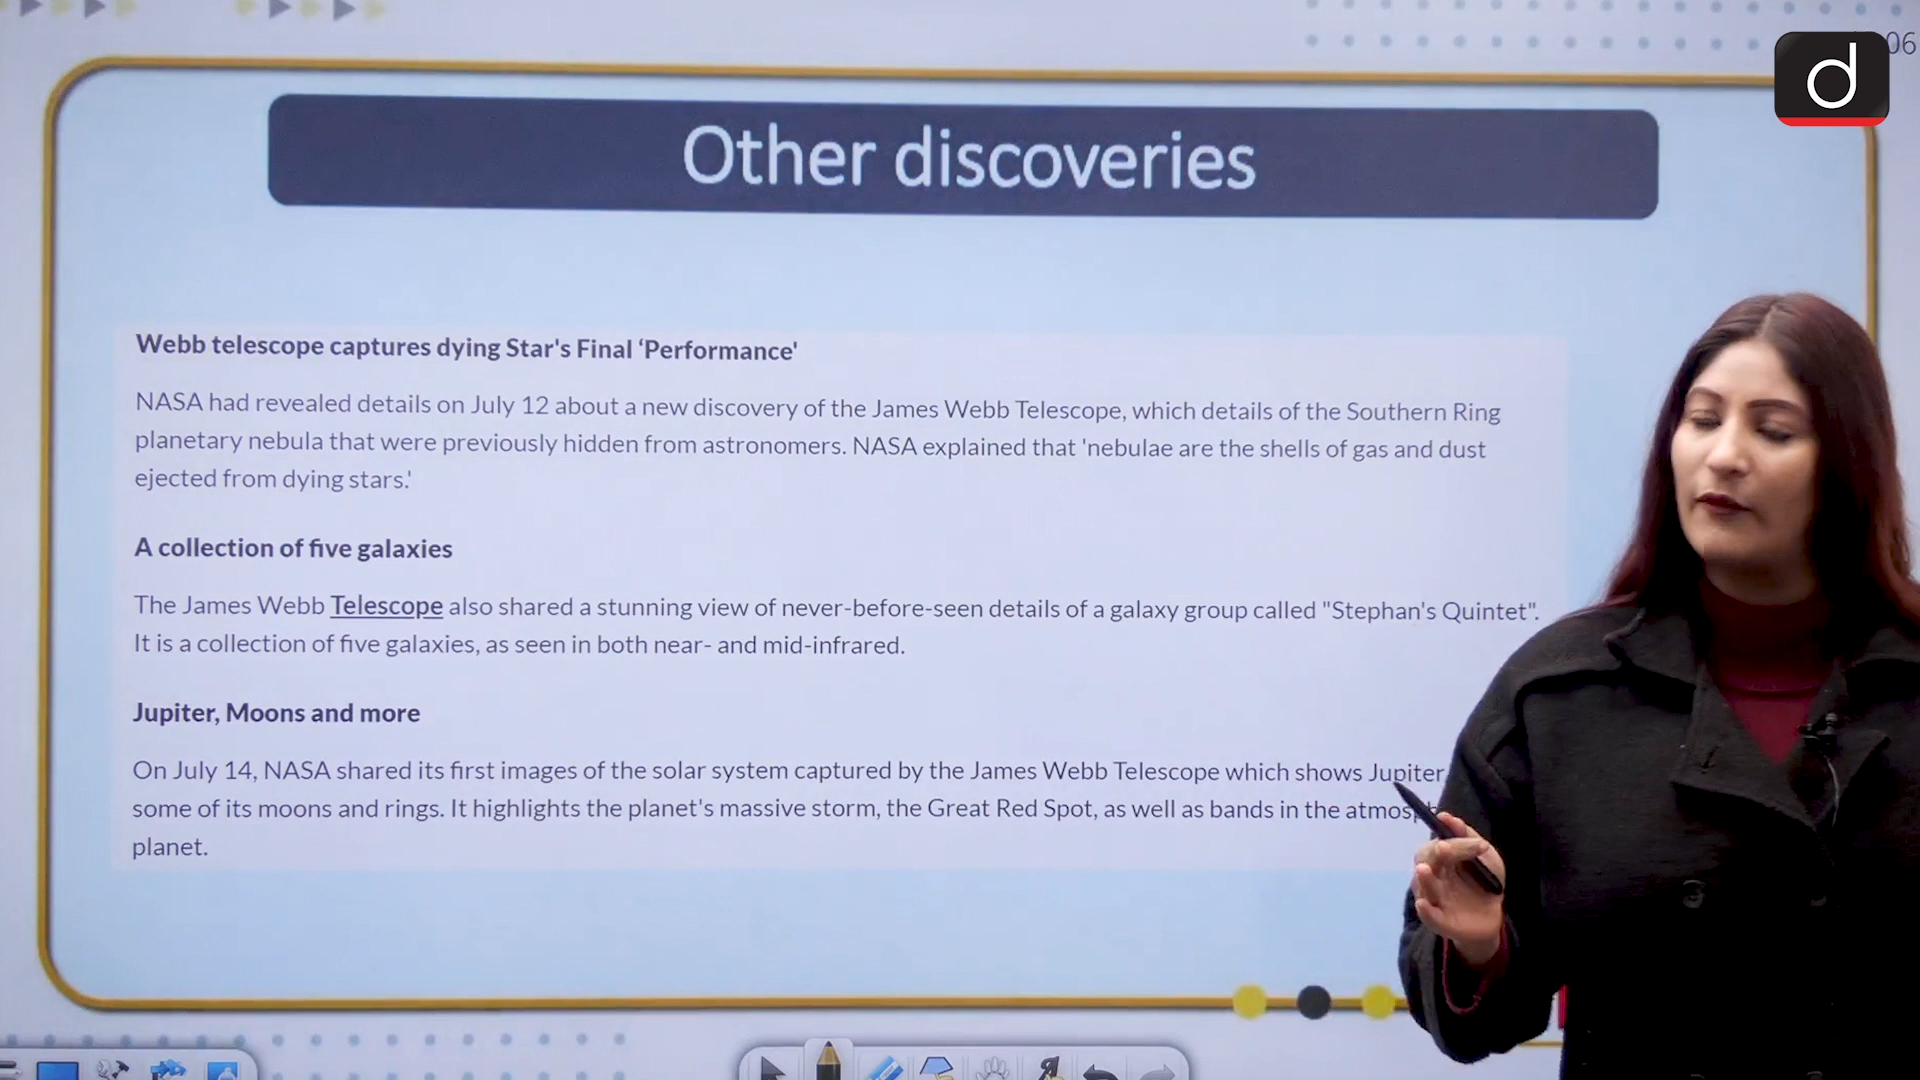 06
d
Other discoveries
Webb telescope captures dying Star's Final ‘Performance'
NASA had revealed details on July 12 about a new discovery of the James Webb Telescope, which details of the Southern Ring
planetary nebula that were previously hidden from astronomers. NASA explained that 'nebulae are the shells of gas and dust
ejected from dying stars.'
A collection of five galaxies
The James Webb Telescope also shared a stunning view of never-before-seen details of a galaxy group called "Stephan's Quintet".
It is a collection of five galaxies, as seen in both near- and mid-infrared.
Jupiter, Moons and more
On July 14, NASA shared its first images of the solar system captured by the James Webb Telescope which shows Jupiter
some of its moons and rings. It highlights the planet's massive storm, the Great Red Spot, as well as bands in the
planet.